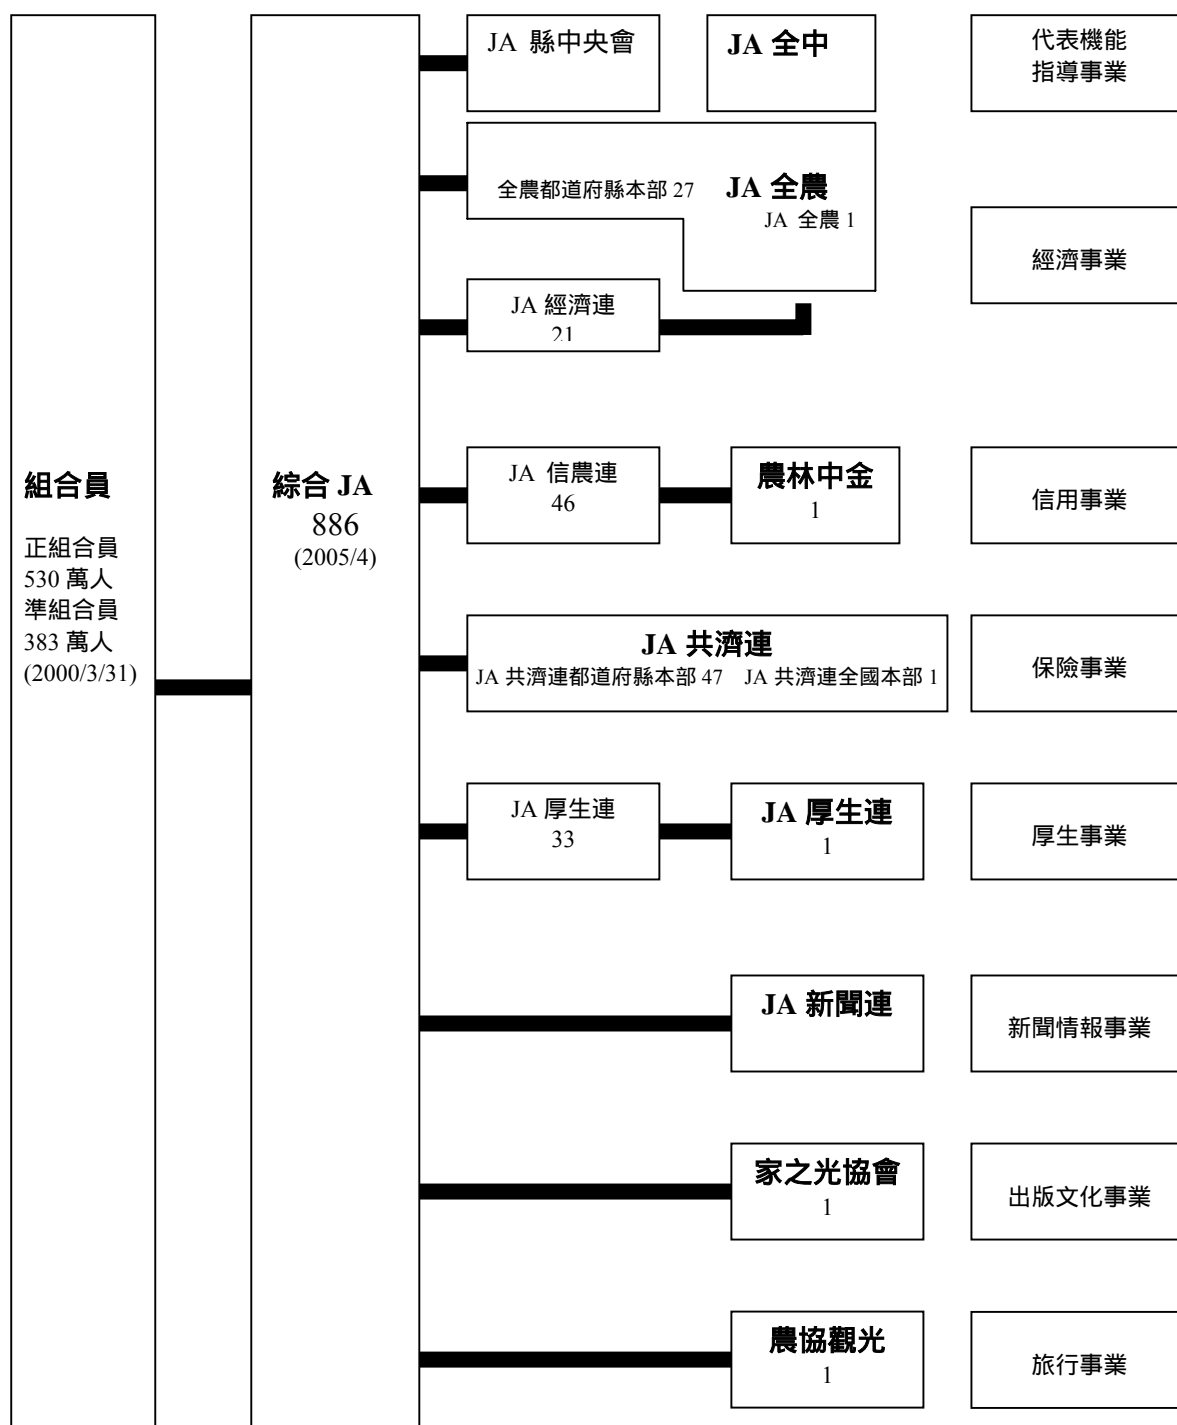 JA 縣中央會
JA 全中
代表機能
指導事業
全農都道府縣本部 27
JA 全農
JA 全農 1
經濟事業
JA 經濟連
21
組合員
正組合員
530 萬人
準組合員
383 萬人
(2000/3/31)
綜合 JA
886
(2005/4)
JA 信農連
46
農林中金
1
信用事業
JA 共濟連
JA 共濟連都道府縣本部 47 JA 共濟連全國本部 1
保險事業
JA 厚生連
33
JA 厚生連
1
厚生事業
JA 新聞連
新聞情報事業
家之光協會
1
出版文化事業
農協觀光
1
旅行事業